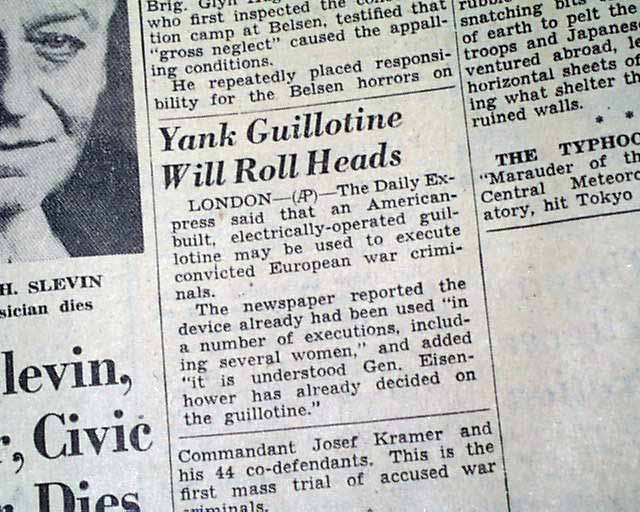 Brig. Glyn
who first inspected the
tion camp at Belsen, testified that
"gross neglect" caused the appall-
ing conditions.
He repeatedly placed responsi-
bility for the Belsen horrors on
Yank Guillotine
Will Roll Heads
LONDON—(AP)—The Daily Ex-
press said that an American-
built, electrically-operated guil-
lotine may be used to execute
convicted European war crimi-
nals.
The newspaper reported the
device already had been used "in
a number of executions, includ-
ing several women," and added
"it is understood Gen. Eisen-
hower has already decided on
the guillotine."
Commandant Josef Kramer and
his 44 co-defendants. This is the
first mass trial of accused war
criminals.
H. SLEVIN
sician dies
levin,
r, Civic
Dies
snatching bits
of earth to pelt the
troops and Japanese
ventured abroad, le
horizontal sheets of
ing what shelter th
ruined walls.
* *
THE TYPHOO
"Marauder of th
Central Meteoro
atory, hit Tokyo